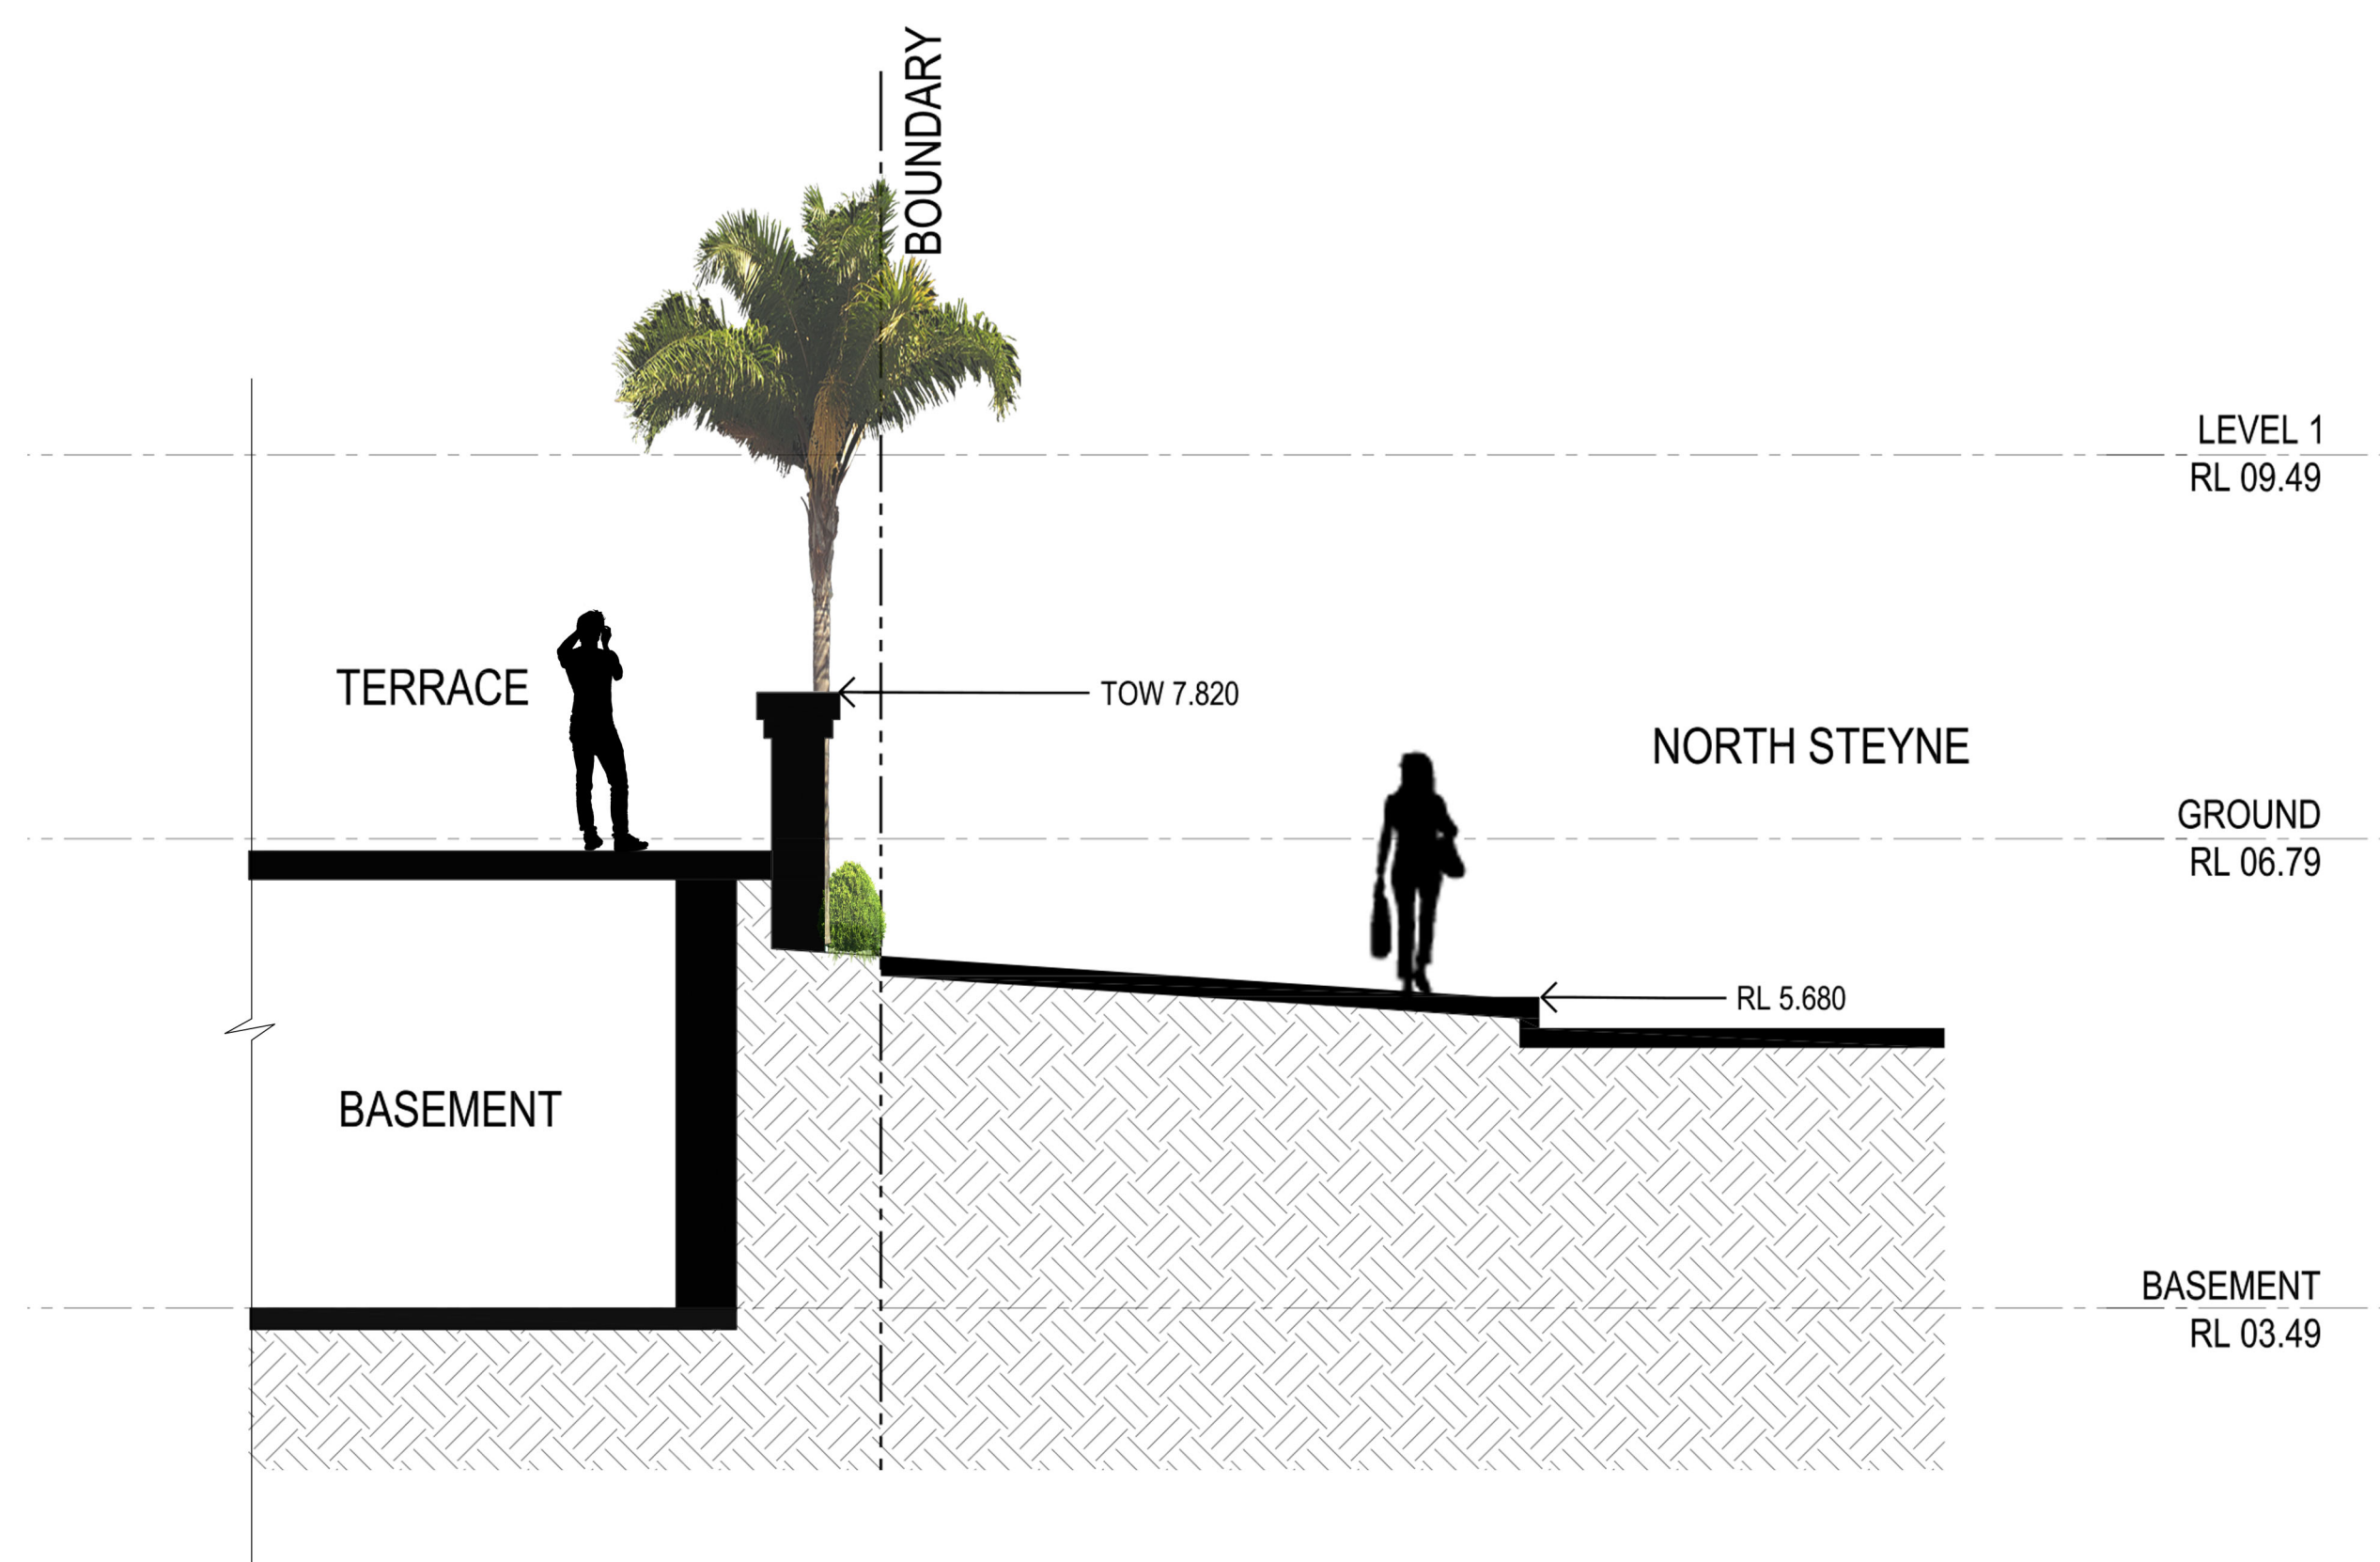 BOUNDARY
LEVEL 1
RL 09.49
TERRACE
TOW 7.820
NORTH STEYNE
GROUND
RL 06.79
RL 5.680
BASEMENT
BASEMENT
RL 03.49